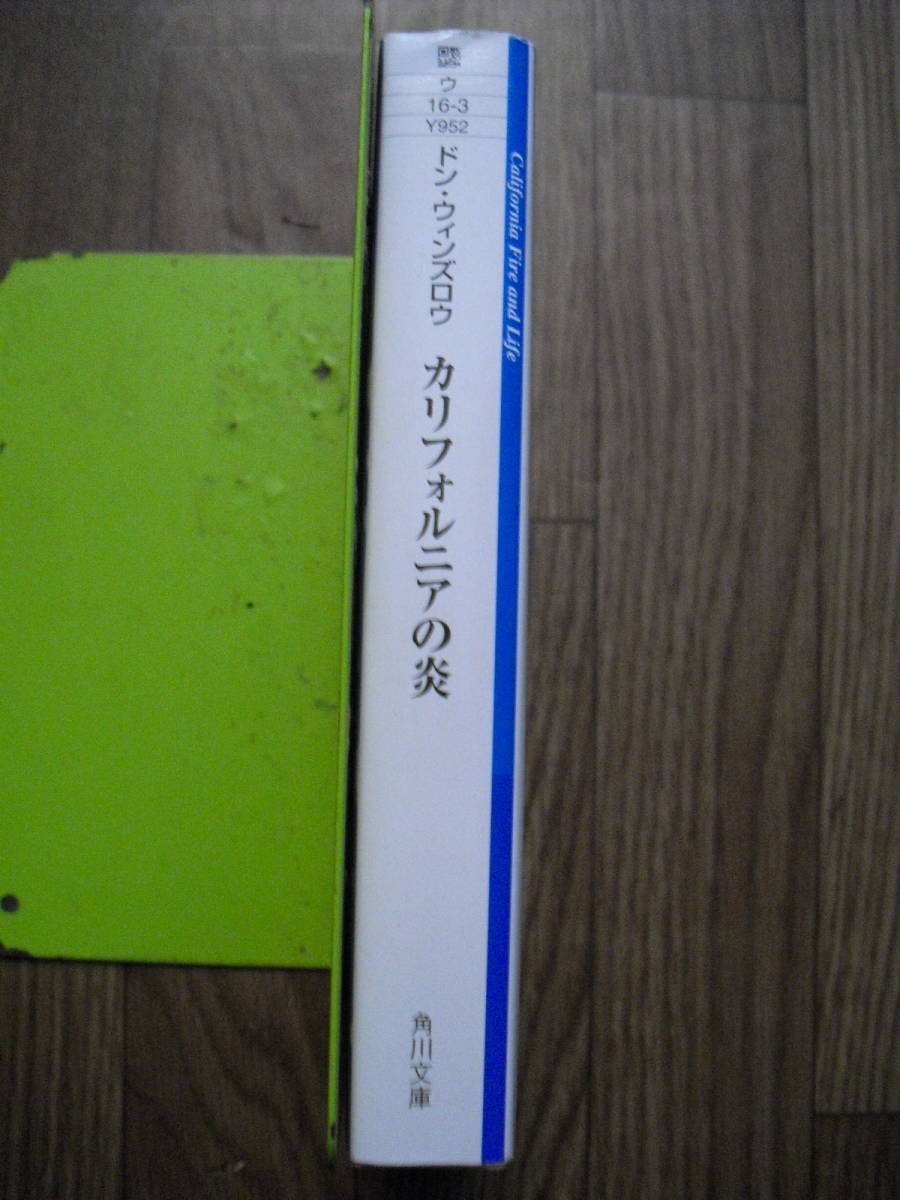 ウ
16-3
Y952
ドン・ウィンズロウ
カリフォルニアの炎
角川文庫
California Fire and Life